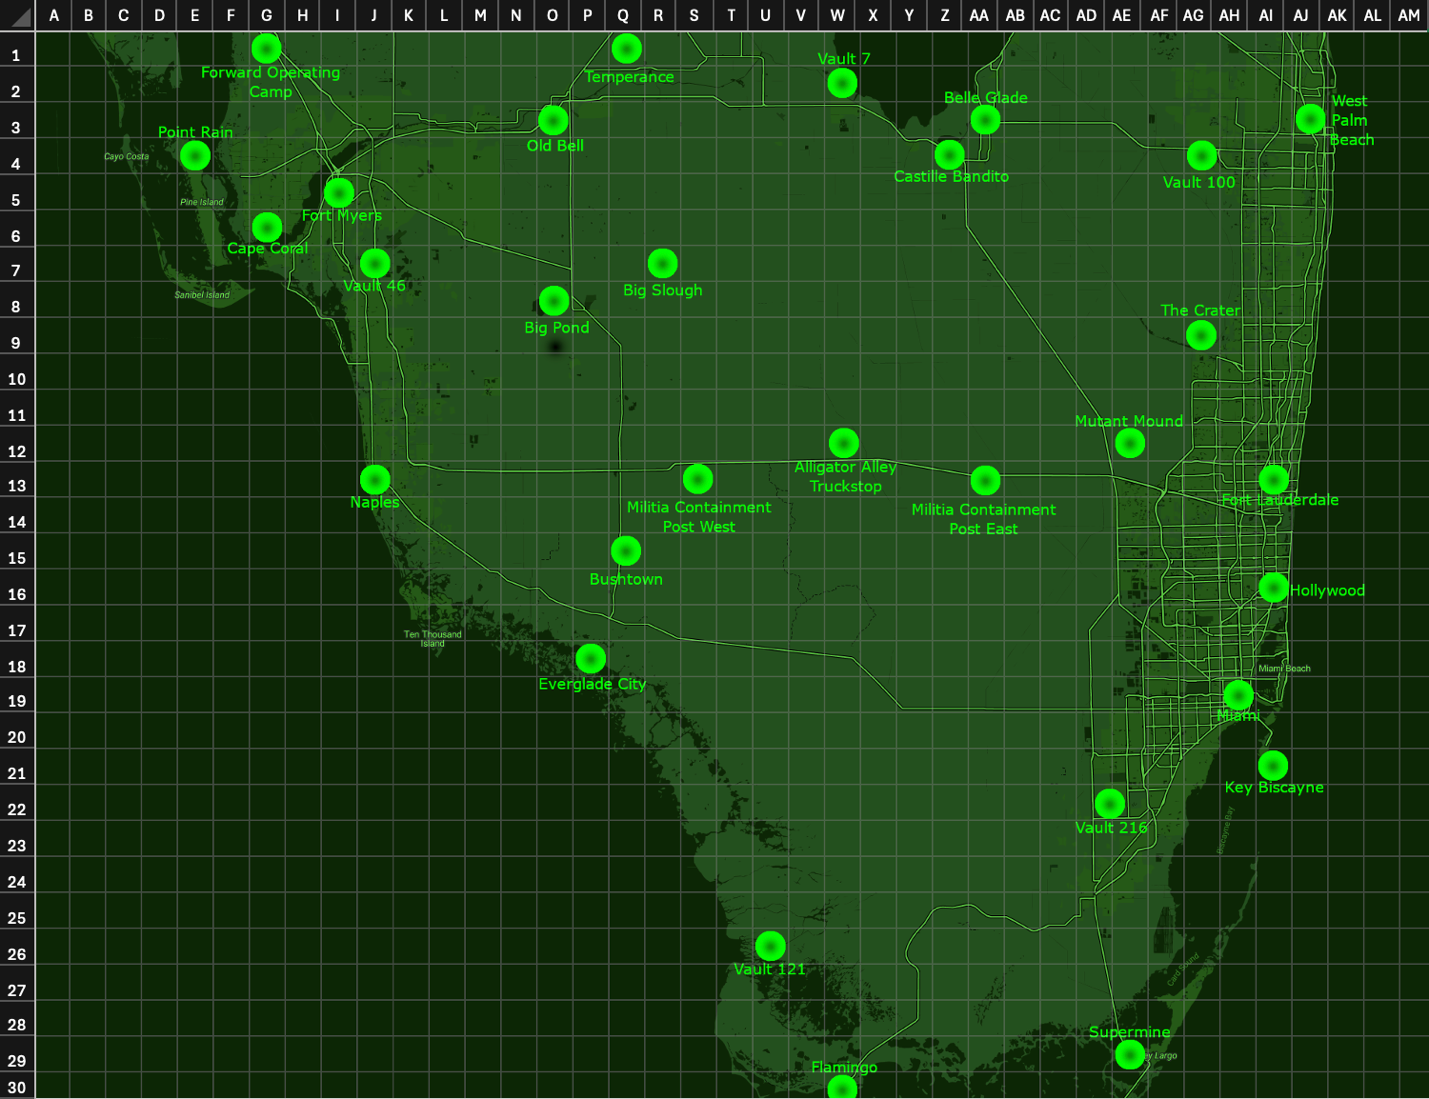 A B C D E F G H I J K L M N O P Q R S T U V W X Y Z AA AB AC AD AE AF AG AH AI AJ AK AL AM
1
Vault 7
Forward Operating
Camp
Temperance
2
Belle Glade
West
Palm
Beach
3
Point Rain
Old Bell
Cayo Costa
4
Castille Bandito
Vault 100
5
Pine Island
Fort Myers
6
Cape Coral
7
Vault 46
Big Slough
Sanibel Island
8
The Crater
Big Pond
9
10
11
Mutant Mound
12
Alligator Alley
Truckstop
13
Naples
Militia Containment
Post West
Militia Containment
Post East
Fort Lauderdale
14
15
Bushtown
16
Hollywood
17
Ten Thousand
Island
18
Miami Beach
Everglade City
19
Miami
20
21
Key Biscayne
22
Vault 216
Biscayne Bay
23
24
25
26
Vault 121
Card Sound
27
28
Supermine
29
ey Largo
Flamingo
30